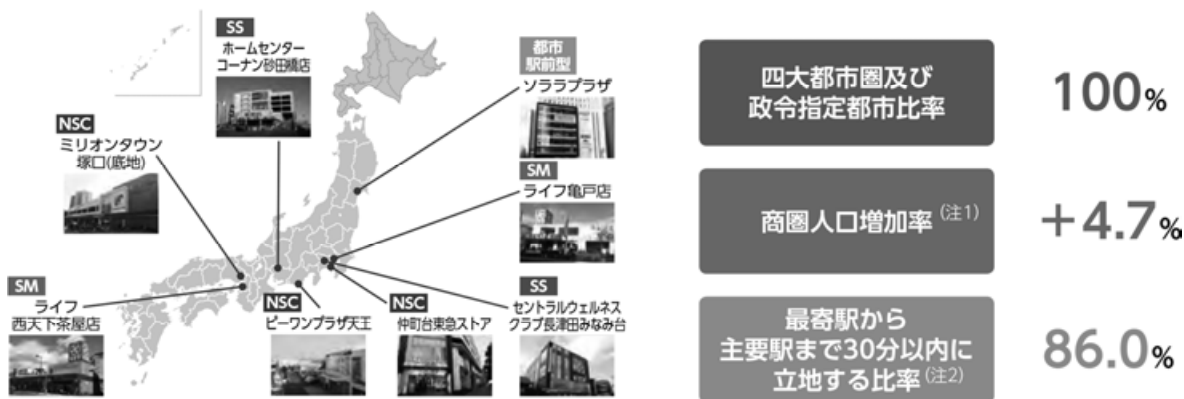 SS
ホームセンター
コーナン砂田橋店
都市
駅前型
ソララプラザ
NSC
ミリオンタウン
塚口(底地)
SM
ライフ亀戸店
SM
ライフ
西天下茶屋店
NSC
ピーワンプラザ天王
NSC
仲町台東急ストア
SS
セントラルウェルネス
クラブ長津田みなみ台
四大都市圏及び
政令指定都市比率
100%
商圏人口増加率(注1)
+4.7%
最寄駅から
主要駅まで30分以内に
立地する比率(注2)
86.0%